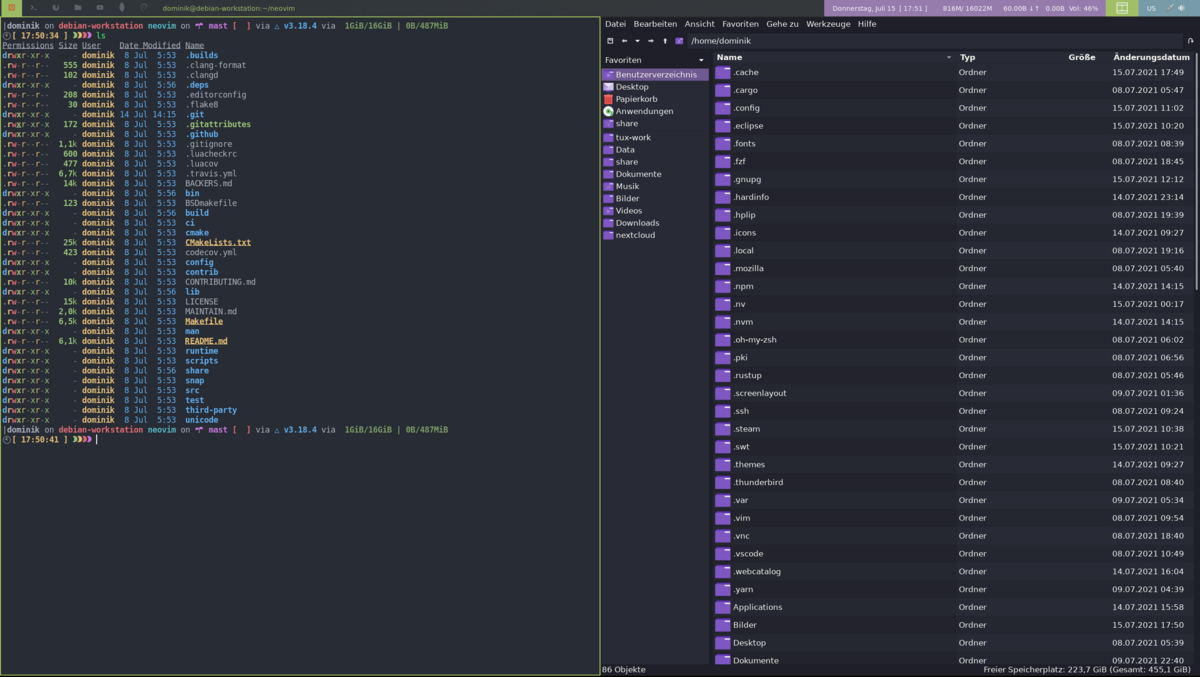 dominik@debian-workstation:~/neovim
Donnerstag, Juli 15 | 17:51 | 816M/ 16022M 60.00B ↓↑ 0.00B Vol: 46% US
|dominik on debian-workstation neovim on mast [ ] via △ v3.18.4 via 1GiB/16GiB | 0B/487MiB
[ 17:50:34 ] ls
Permissions Size User Date Modified Name
drwxr-xr-x - dominik 8 Jul 5:53 .builds
.rw-r--r-- 555 dominik 8 Jul 5:53 .clang-format
.rw-r--r-- 102 dominik 8 Jul 5:53 .clangd
drwxr-xr-x - dominik 8 Jul 5:56 .deps
.rw-r--r-- 208 dominik 8 Jul 5:53 .editorconfig
.rw-r--r-- 30 dominik 8 Jul 5:53 .flake8
drwxr-xr-x - dominik 14 Jul 14:15 .git
.rwxr-xr-x 172 dominik 8 Jul 5:53 .gitattributes
drwxr-xr-x - dominik 8 Jul 5:53 .github
.rw-r--r-- 1,1k dominik 8 Jul 5:53 .gitignore
.rw-r--r-- 600 dominik 8 Jul 5:53 .luacheckrc
.rw-r--r-- 477 dominik 8 Jul 5:53 .luacov
.rw-r--r-- 6,7k dominik 8 Jul 5:53 .travis.yml
.rw-r--r-- 14k dominik 8 Jul 5:53 BACKERS.md
drwxr-xr-x - dominik 8 Jul 5:56 bin
.rw-r--r-- 123 dominik 8 Jul 5:53 BSDmakefile
drwxr-xr-x - dominik 8 Jul 5:56 build
drwxr-xr-x - dominik 8 Jul 5:53 ci
drwxr-xr-x - dominik 8 Jul 5:53 cmake
.rw-r--r-- 25k dominik 8 Jul 5:53 CMakeLists.txt
.rw-r--r-- 423 dominik 8 Jul 5:53 codecov.yml
drwxr-xr-x - dominik 8 Jul 5:53 config
drwxr-xr-x - dominik 8 Jul 5:53 contrib
.rw-r--r-- 10k dominik 8 Jul 5:53 CONTRIBUTING.md
drwxr-xr-x - dominik 8 Jul 5:56 lib
.rw-r--r-- 15k dominik 8 Jul 5:53 LICENSE
.rw-r--r-- 2,0k dominik 8 Jul 5:53 MAINTAIN.md
.rw-r--r-- 6,5k dominik 8 Jul 5:53 Makefile
drwxr-xr-x - dominik 8 Jul 5:53 man
.rw-r--r-- 6,1k dominik 8 Jul 5:53 README.md
drwxr-xr-x - dominik 8 Jul 5:53 runtime
drwxr-xr-x - dominik 8 Jul 5:53 scripts
drwxr-xr-x - dominik 8 Jul 5:56 share
drwxr-xr-x - dominik 8 Jul 5:53 snap
drwxr-xr-x - dominik 8 Jul 5:53 src
drwxr-xr-x - dominik 8 Jul 5:53 test
drwxr-xr-x - dominik 8 Jul 5:53 third-party
drwxr-xr-x - dominik 8 Jul 5:53 unicode
|dominik on debian-workstation neovim on mast [ ] via △ v3.18.4 via 1GiB/16GiB | 0B/487MiB
[ 17:50:41 ]
Datei Bearbeiten Ansicht Favoriten Gehe zu Werkzeuge Hilfe
/home/dominik
Favoriten
Benutzerverzeichnis
Desktop
Papierkorb
Anwendungen
share
tux-work
Data
share
Dokumente
Musik
Bilder
Videos
Downloads
nextcloud
Name Typ Größe Änderungsdatum
.cache Ordner 15.07.2021 17:49
.cargo Ordner 08.07.2021 05:47
.config Ordner 15.07.2021 11:02
.eclipse Ordner 15.07.2021 10:20
.fonts Ordner 14.07.2021 08:39
.fzf Ordner 08.07.2021 18:45
.gnupg Ordner 15.07.2021 12:12
.hardinfo Ordner 14.07.2021 23:14
.hplip Ordner 08.07.2021 19:39
.icons Ordner 14.07.2021 09:27
.local Ordner 08.07.2021 19:16
.mozilla Ordner 08.07.2021 05:40
.npm Ordner 14.07.2021 14:15
.nv Ordner 15.07.2021 00:17
.nvm Ordner 14.07.2021 14:15
.oh-my-zsh Ordner 08.07.2021 06:02
.pki Ordner 08.07.2021 06:56
.rustup Ordner 08.07.2021 05:46
.screenlayout Ordner 09.07.2021 01:36
.ssh Ordner 08.07.2021 09:24
.steam Ordner 15.07.2021 10:38
.swt Ordner 15.07.2021 10:21
.themes Ordner 14.07.2021 09:27
.thunderbird Ordner 08.07.2021 08:40
.var Ordner 09.07.2021 05:34
.vim Ordner 08.07.2021 09:54
.vnc Ordner 08.07.2021 18:40
.vscode Ordner 08.07.2021 10:49
.webcatalog Ordner 14.07.2021 16:04
.yarn Ordner 09.07.2021 04:39
Applications Ordner 14.07.2021 15:58
Bilder Ordner 15.07.2021 17:50
Desktop Ordner 08.07.2021 05:39
Dokumente Ordner 09.07.2021 22:40
86 Objekte Freier Speicherplatz: 223,7 GiB (Gesamt: 455,1 GiB)